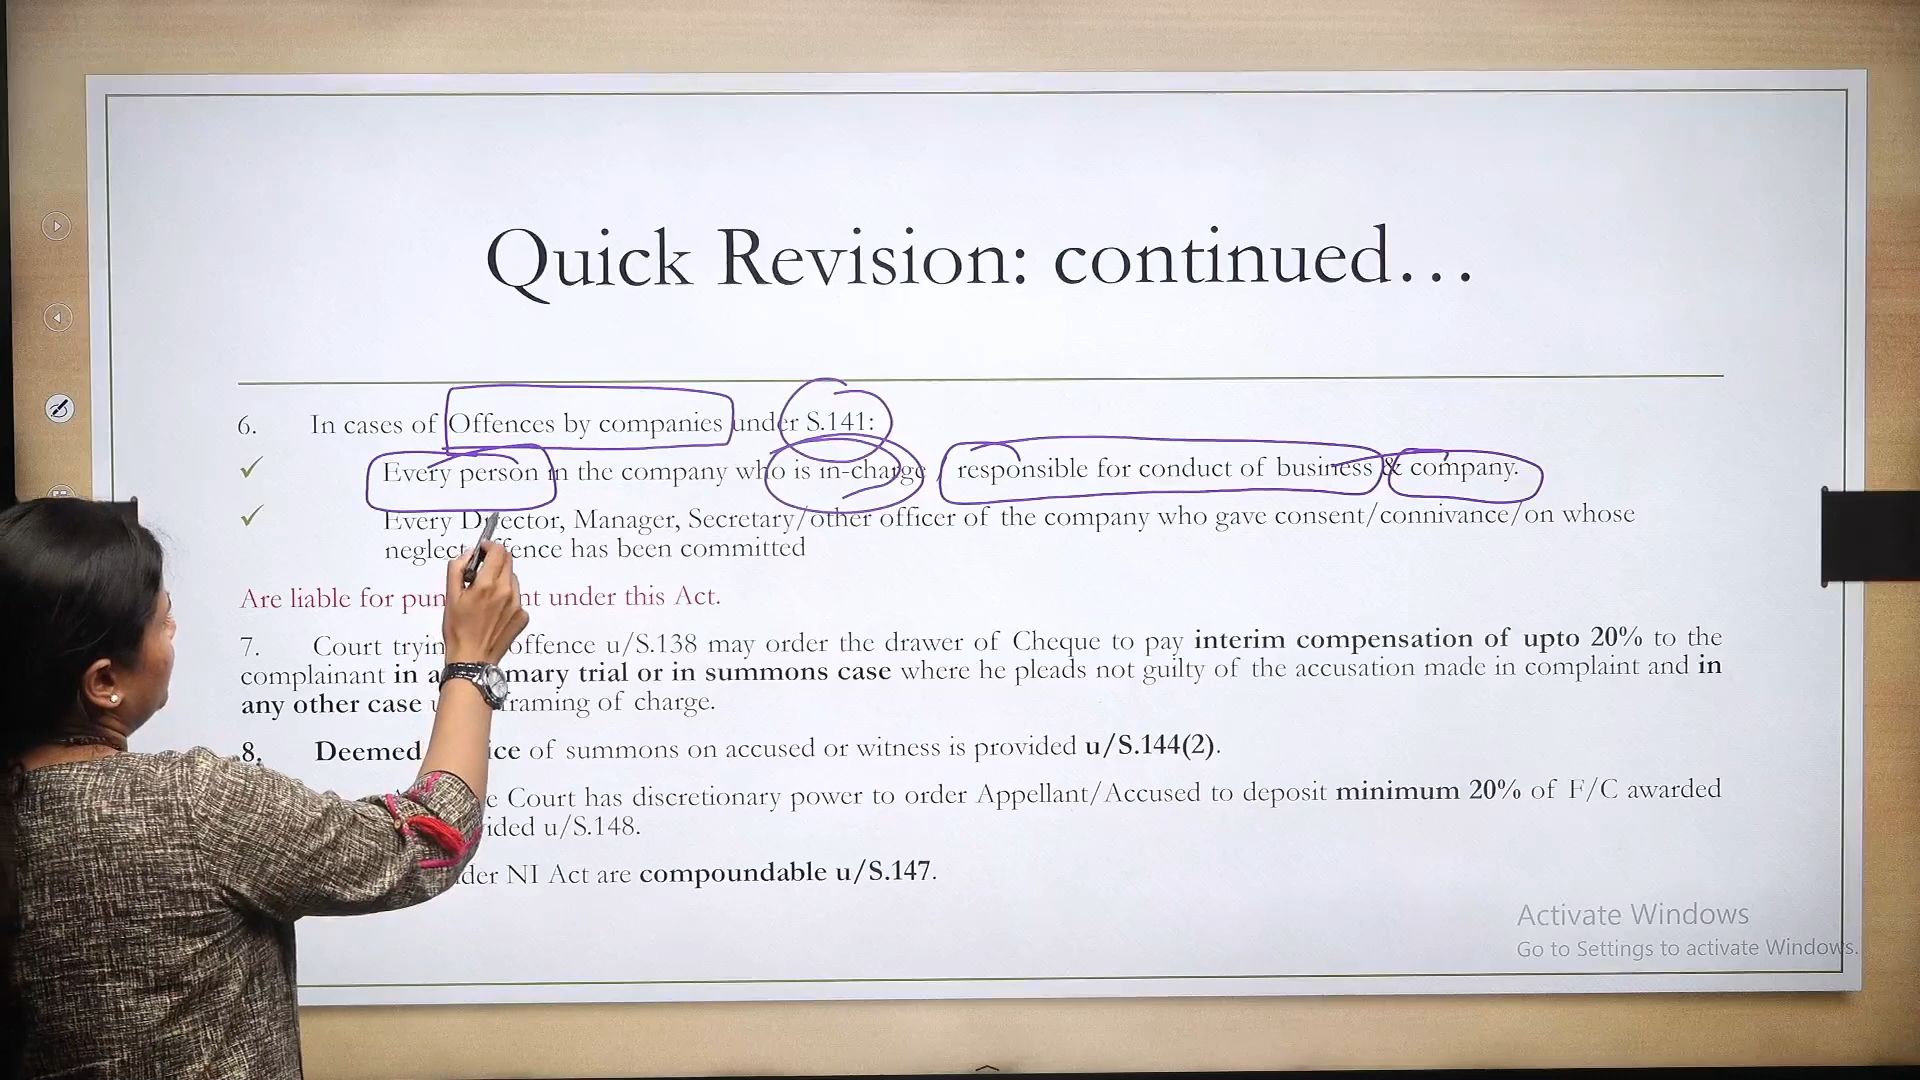 Quick Revision: continued...
6. In cases of Offences by companies under S.141:
✓ Every person in the company who is in-charge, responsible for conduct of business & company.
✓ Every Director, Manager, Secretary/other officer of the company who gave consent/connivance/on whose
neglect offence has been committed
Are liable for punishment under this Act.
7. Court trying offence u/S.138 may order the drawer of Cheque to pay interim compensation of upto 20% to the
complainant in a summary trial or in summons case where he pleads not guilty of the accusation made in complaint and in
any other case framing of charge.
8. Deemed of summons on accused or witness is provided u/S.144(2).
Court has discretionary power to order Appellant/Accused to deposit minimum 20% of F/C awarded
u/S.148.
NI Act are compoundable u/S.147.
Activate Windows
Go to Settings to activate Windows.